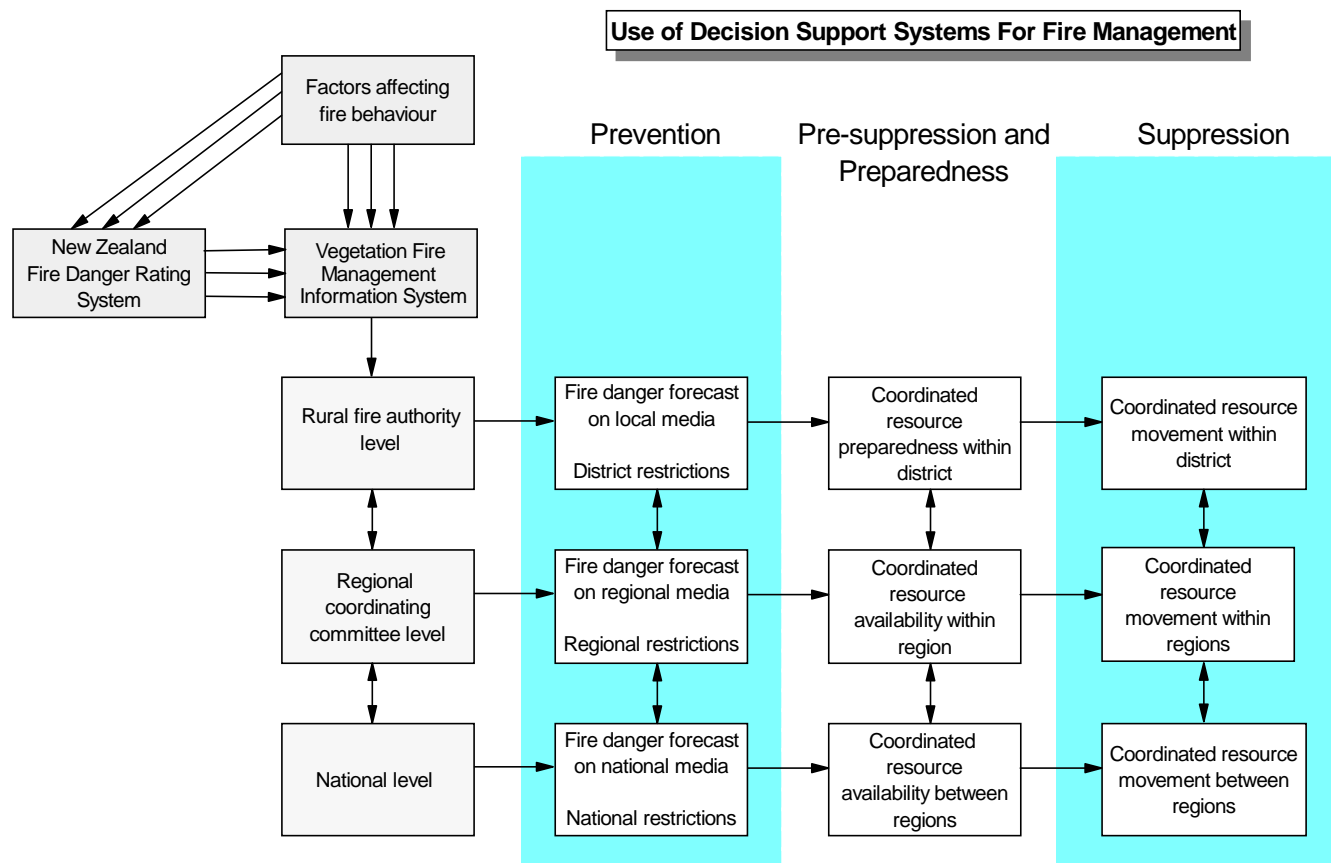 Use of Decision Support Systems For Fire Management
Factors affecting
fire behaviour
Prevention
Pre-suppression and
Preparedness
Suppression
New Zealand
Fire Danger Rating
System
Vegetation Fire
Management
Information System
Rural fire authority
level
Fire danger forecast
on local media
District restrictions
Coordinated
resource
preparedness within
district
Coordinated resource
movement within
district
Regional
coordinating
committee level
Fire danger forecast
on regional media
Regional restrictions
Coordinated
resource
availability within
region
Coordinated
resource
movement within
regions
National level
Fire danger forecast
on national media
National restrictions
Coordinated
resource
availability between
regions
Coordinated resource
movement between
regions